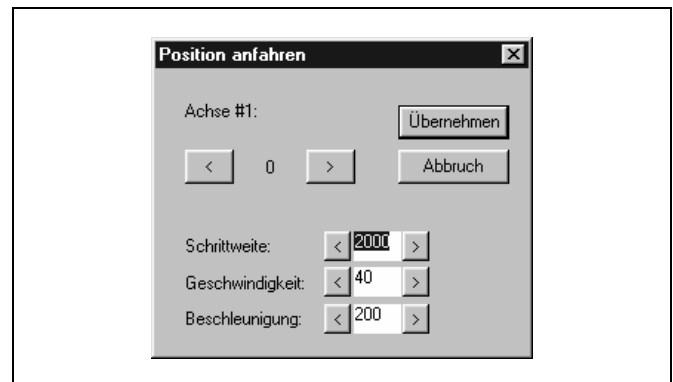 Position anfahren
Achse #1:
Übernehmen
< 0 >
Abbruch
Schrittweite: < 2000 >
Geschwindigkeit: < 40 >
Beschleunigung: < 200 >